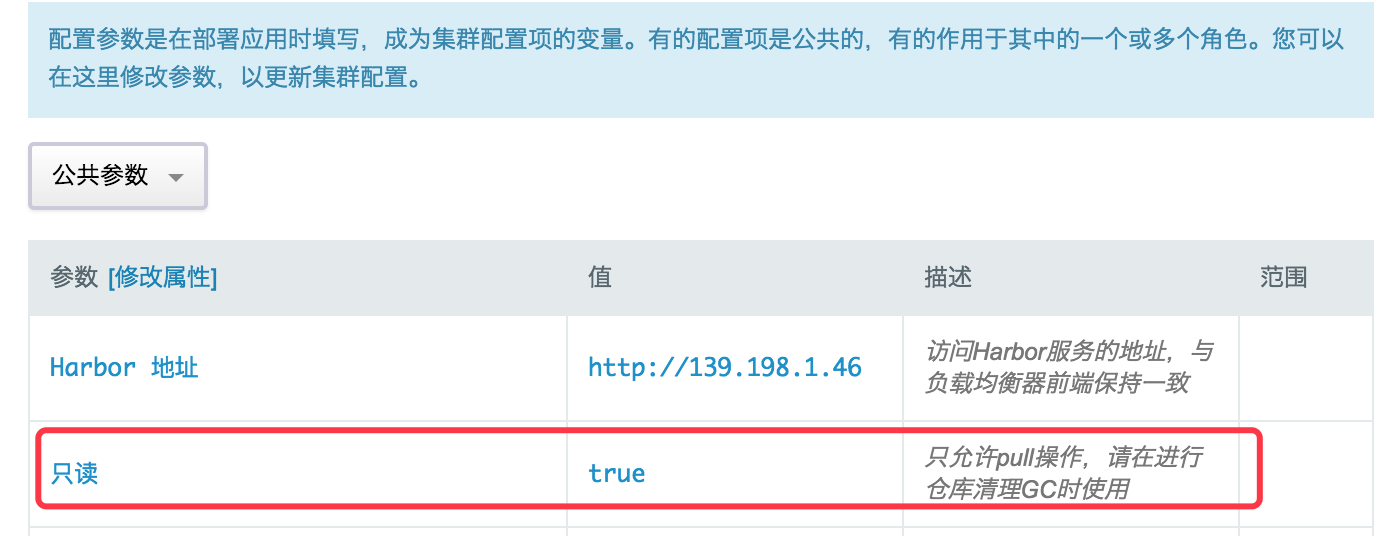 配置参数是在部署应用时填写，成为集群配置项的变量。有的配置项是公共的，有的作用于其中的一个或多个角色。您可以
在这里修改参数，以更新集群配置。
公共参数
参数 [修改属性] 值 描述 范围
Harbor 地址 http://139.198.1.46 访问Harbor服务的地址，与
负载均衡器前端保持一致
只读 true 只允许pull操作，请在进行
仓库清理GC时使用